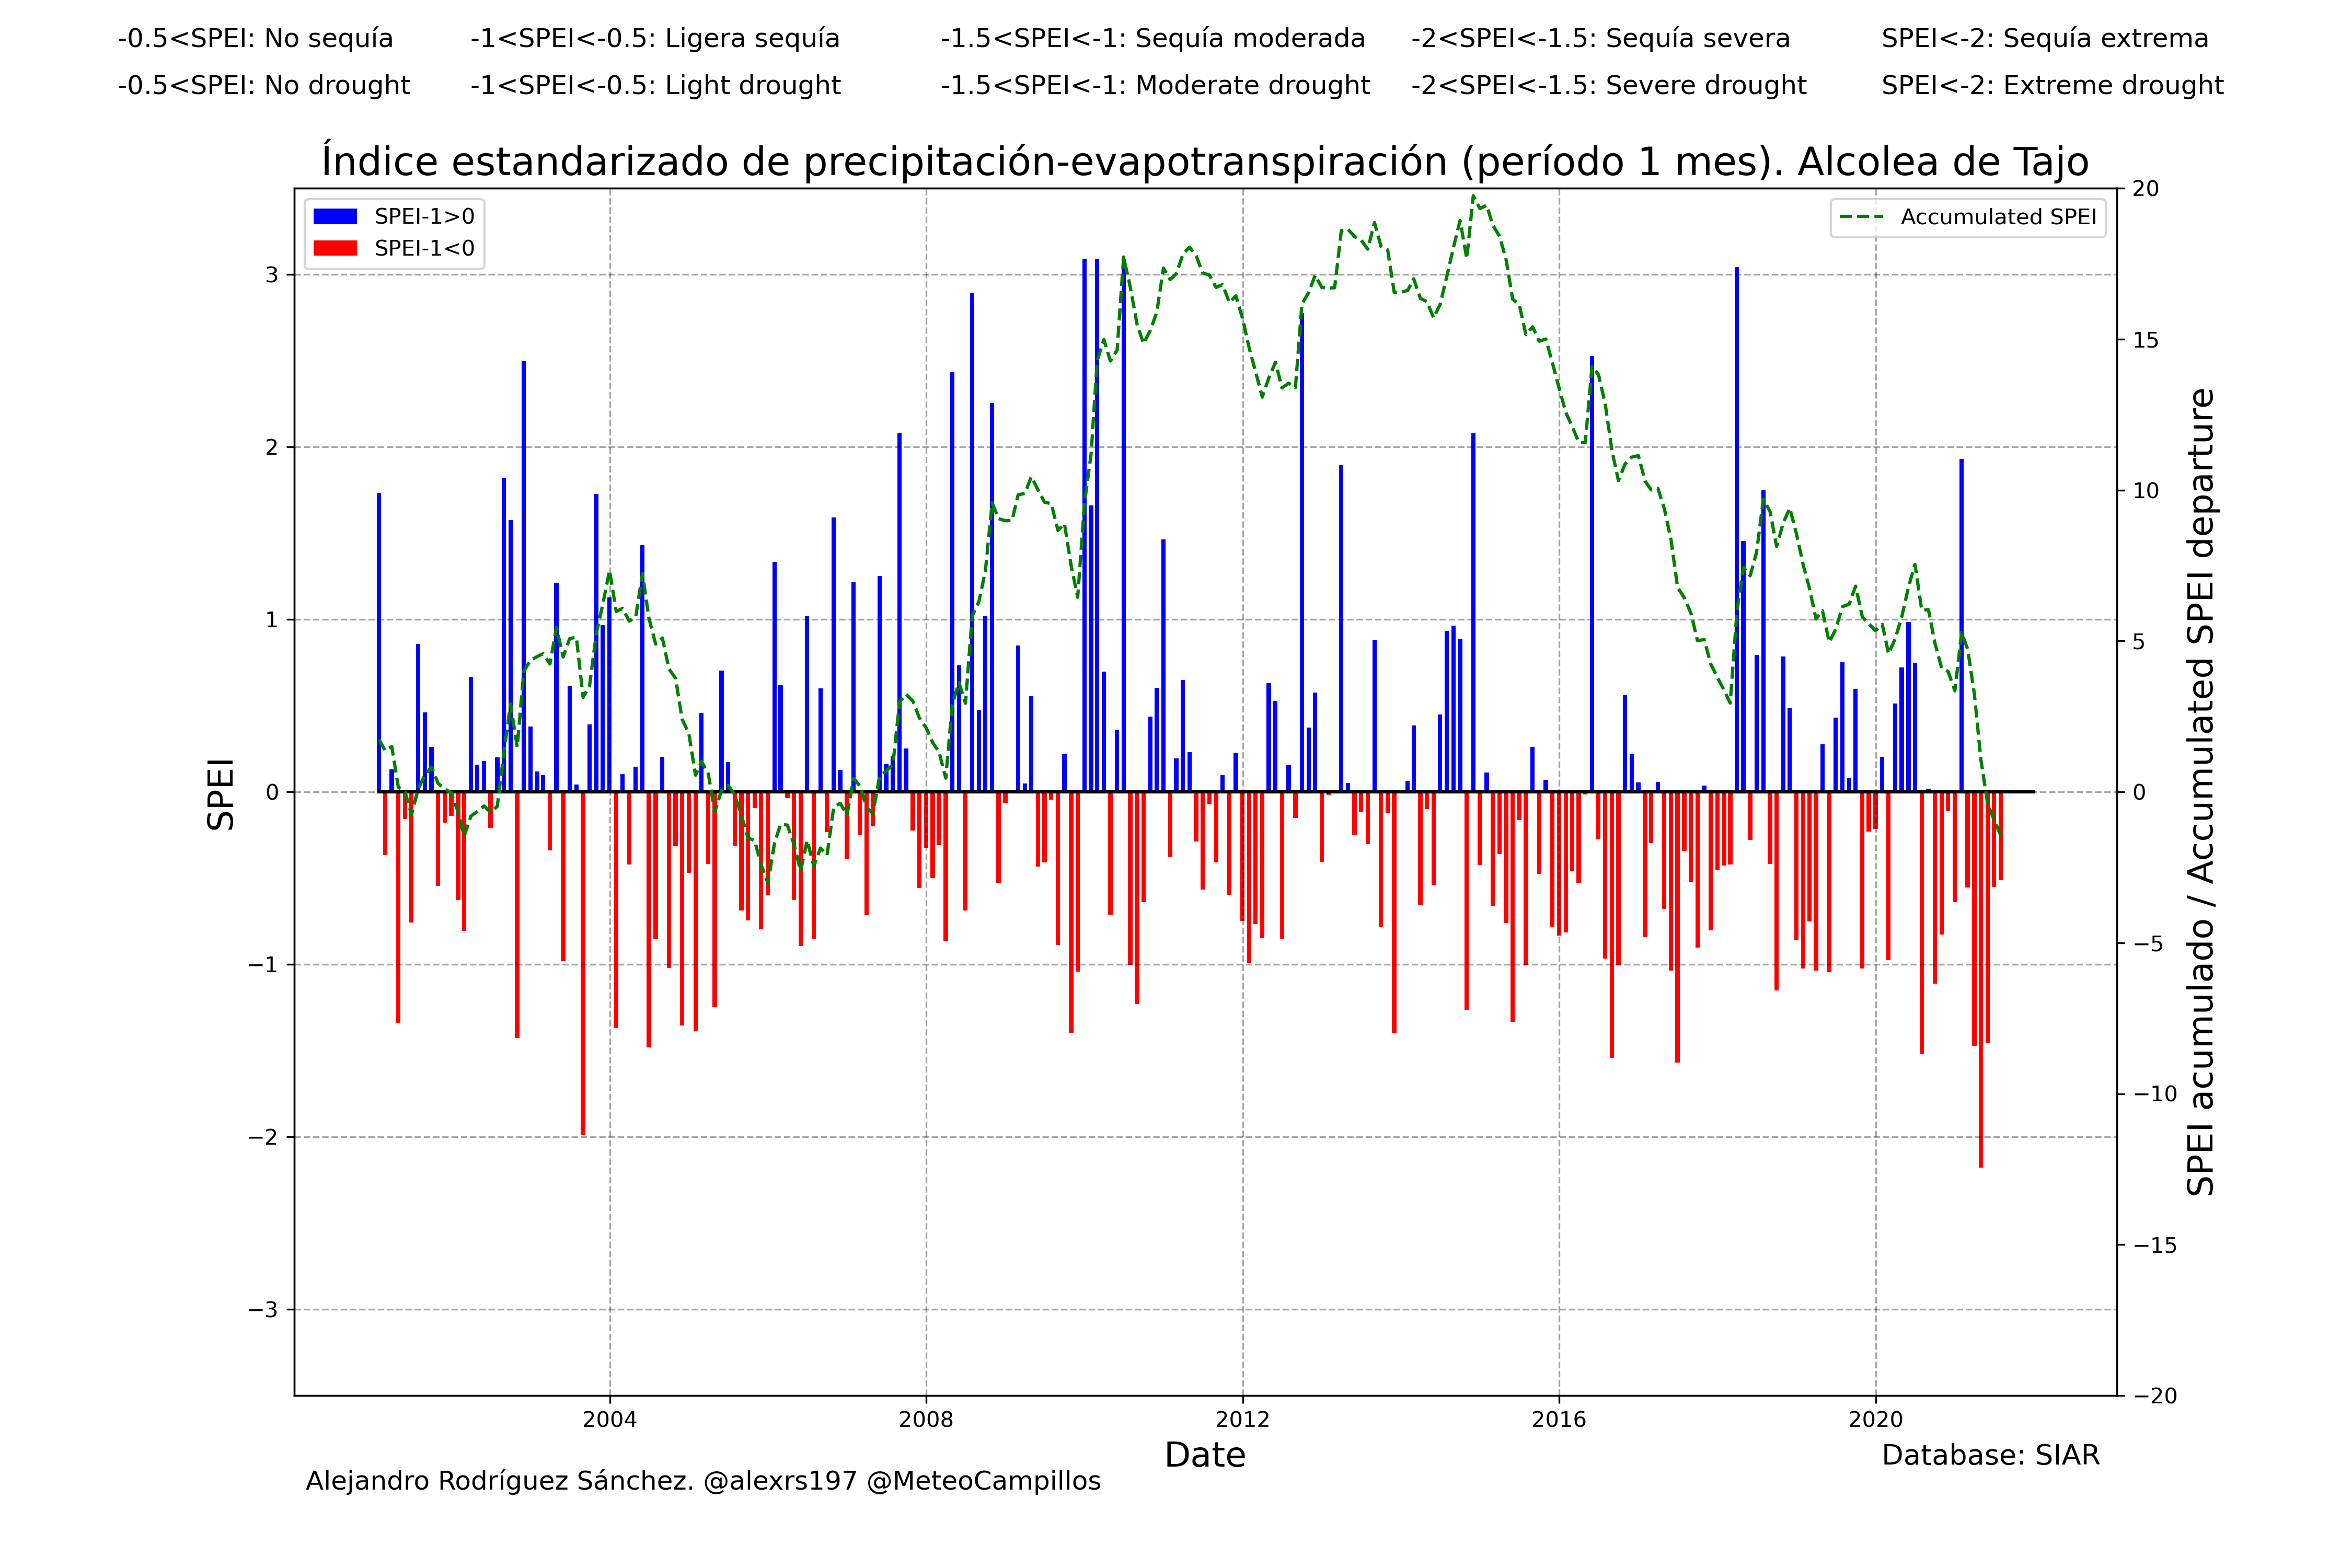 -0.5<SPEI: No sequía -1<SPEI<-0.5: Ligera sequía -1.5<SPEI<-1: Sequía moderada -2<SPEI<-1.5: Sequía severa SPEI<-2: Sequía extrema
-0.5<SPEI: No drought -1<SPEI<-0.5: Light drought -1.5<SPEI<-1: Moderate drought -2<SPEI<-1.5: Severe drought SPEI<-2: Extreme drought
Índice estandarizado de precipitación-evapotranspiración (período 1 mes). Alcolea de Tajo
SPEI-1>0
SPEI-1<0
Accumulated SPEI
SPEI
3
2
1
0
−1
−2
−3
20
15
10
5
0
−5
−10
−15
−20
SPEI acumulado / Accumulated SPEI departure
2004 2008 2012 2016 2020
Date
Database: SIAR
Alejandro Rodríguez Sánchez. @alexrs197 @MeteoCampillos